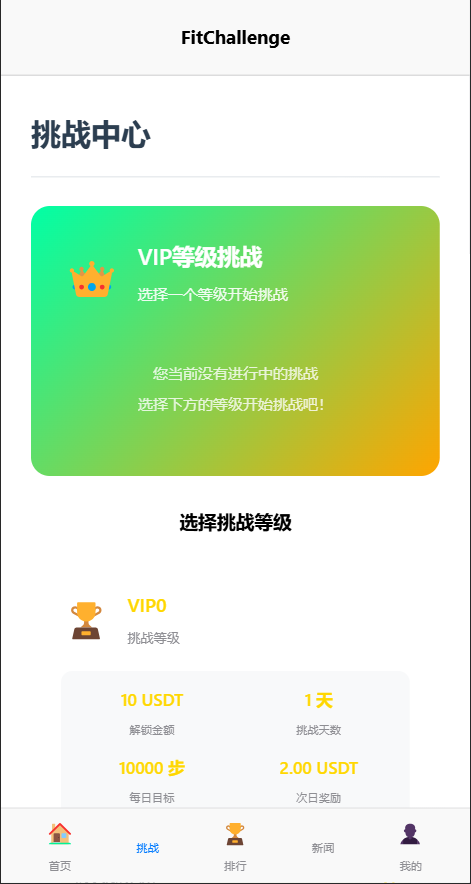 FitChallenge
挑战中心
VIP等级挑战
选择一个等级开始挑战
您当前没有进行中的挑战
选择下方的等级开始挑战吧!
选择挑战等级
VIP0
挑战等级
10 USDT 1 天
解锁金额 挑战天数
10000 步 2.00 USDT
每日目标 次日奖励
挑战 新闻
首页 排行 我的